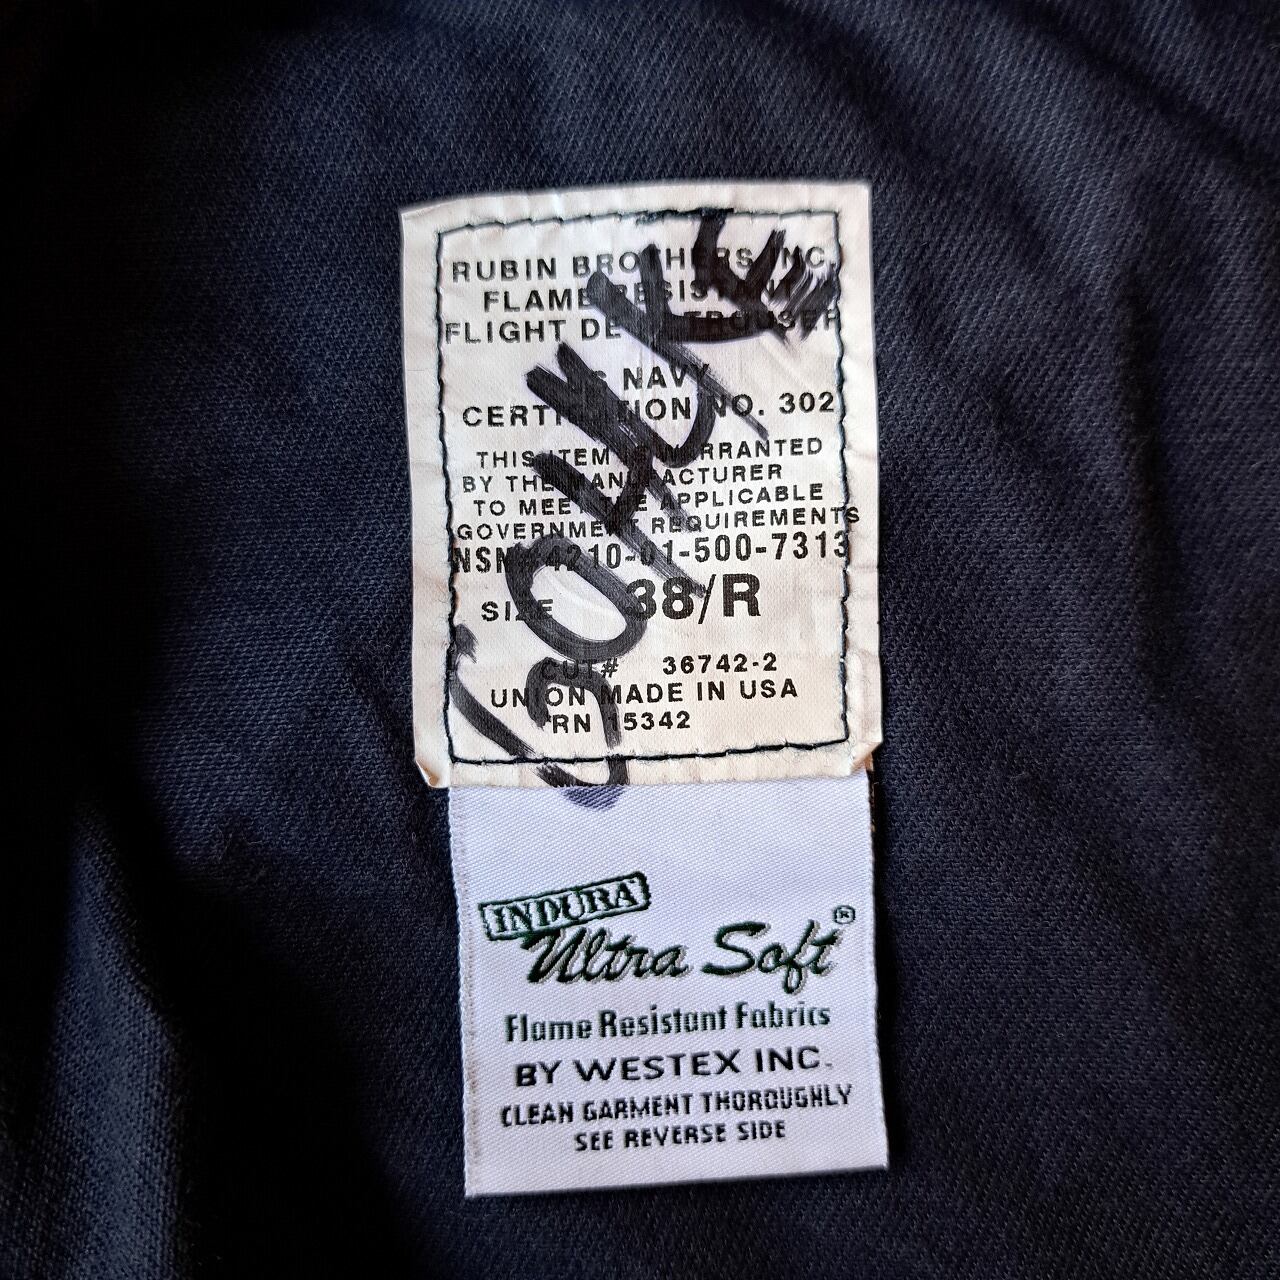 RUBIN BROTHERS INC.
FLAME RESISTANT
FLIGHT DECK TROUSER
US NAVY
CERTIFICATION NO. 302
THIS ITEM IS WARRANTED
BY THE MANUFACTURER
TO MEET THE APPLICABLE
GOVERNMENT REQUIREMENTS
NSN# 4210-01-500-7313
SIZE 38/R
CUT# 36742-2
UNION MADE IN USA
RN 15342
INDURA
Ultra Soft®
Flame Resistant Fabrics
BY WESTEX INC.
CLEAN GARMENT THOROUGHLY
SEE REVERSE SIDE